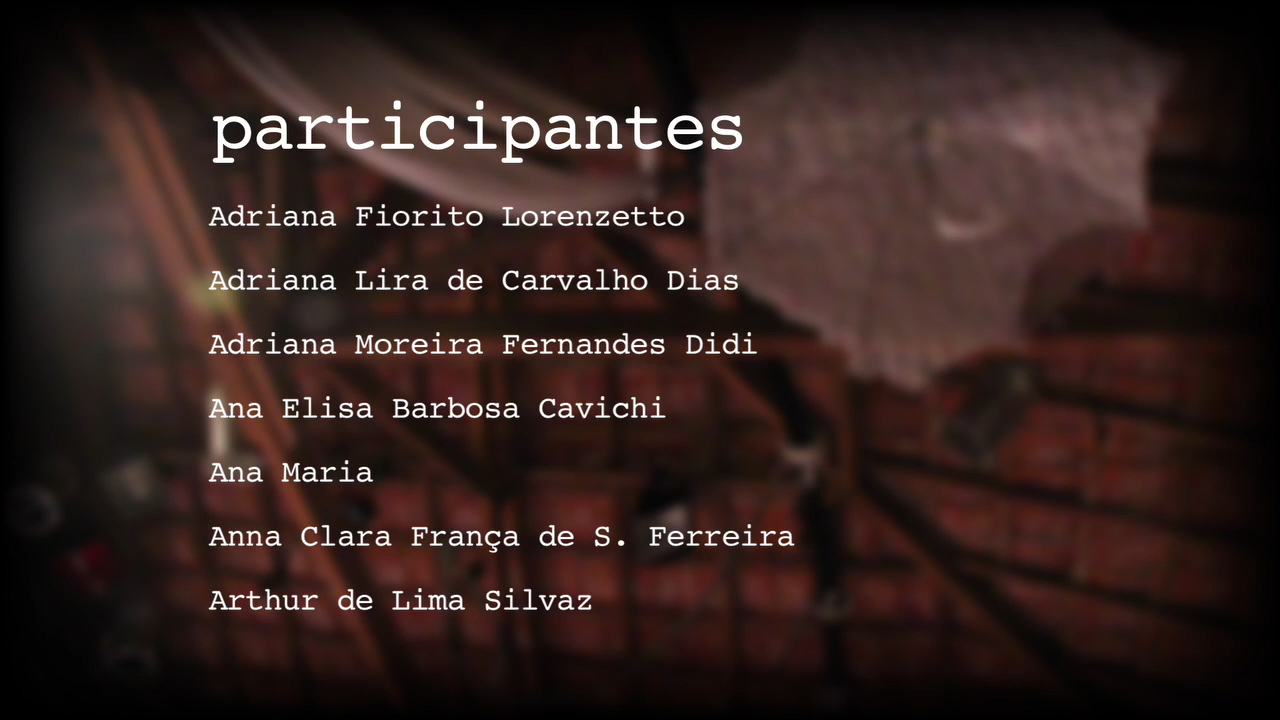 participantes
Adriana Fiorito Lorenzetto
Adriana Lira de Carvalho Dias
Adriana Moreira Fernandes Didi
Ana Elisa Barbosa Cavichi
Ana Maria
Anna Clara França de S. Ferreira
Arthur de Lima Silvaz